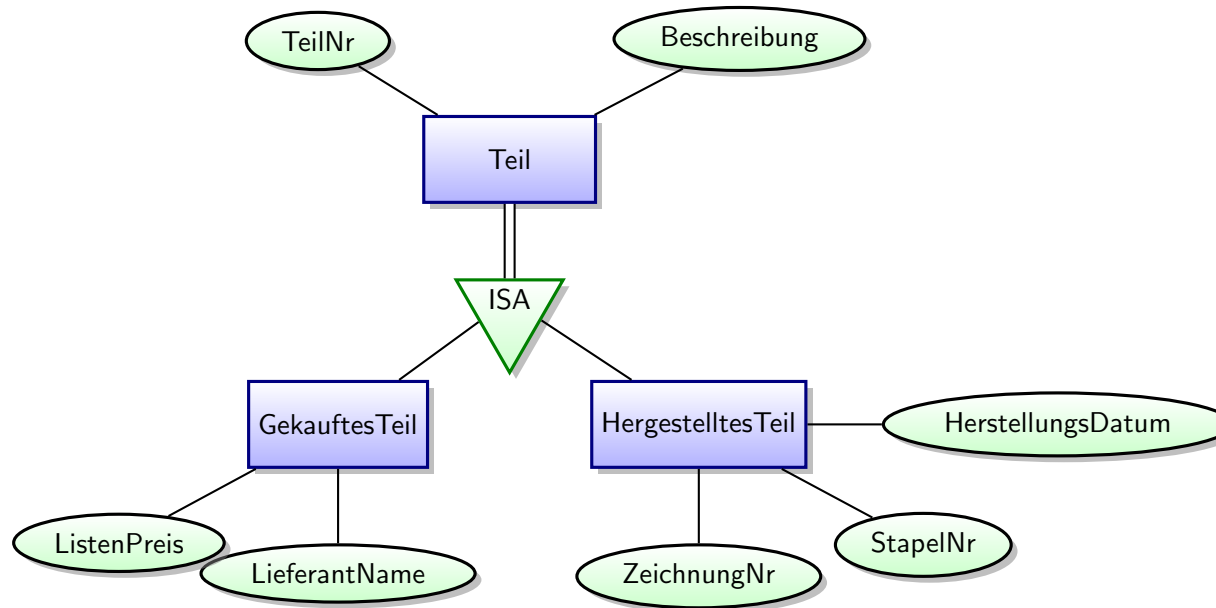 TeilNr
Beschreibung
Teil
ISA
GekauftesTeil
HergestelltesTeil
HerstellungsDatum
ListenPreis
LieferantName
ZeichnungNr
StapelNr